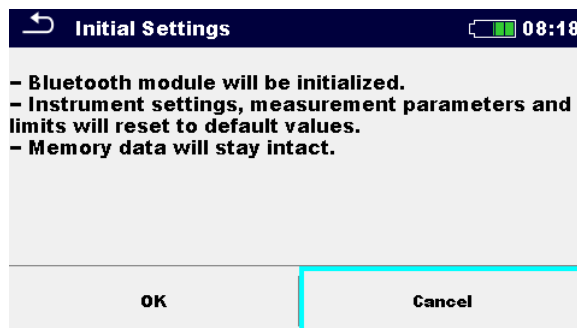 Initial Settings
08:18
– Bluetooth module will be initialized.
– Instrument settings, measurement parameters and
limits will reset to default values.
– Memory data will stay intact.
OK
Cancel